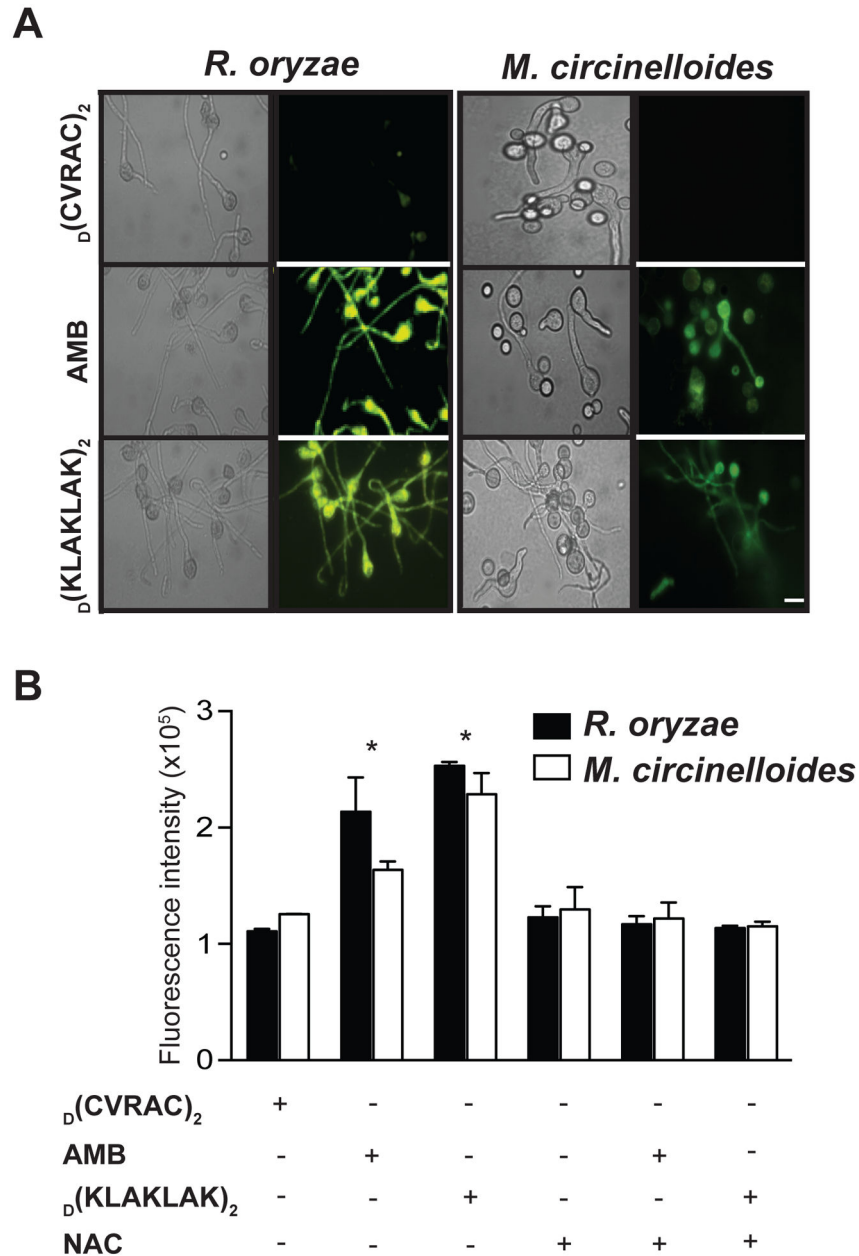 A
R. oryzae M. circinelloides
D(CVRAC)2
AMB
D(KLAKLAK)2
B
Fluorescence intensity (x10⁵)
3
2
1
0
* *
R. oryzae
M. circinelloides
D(CVRAC)2 + - - - - -
AMB - + - - + -
D(KLAKLAK)2 - - + - - +
NAC - - - + + +